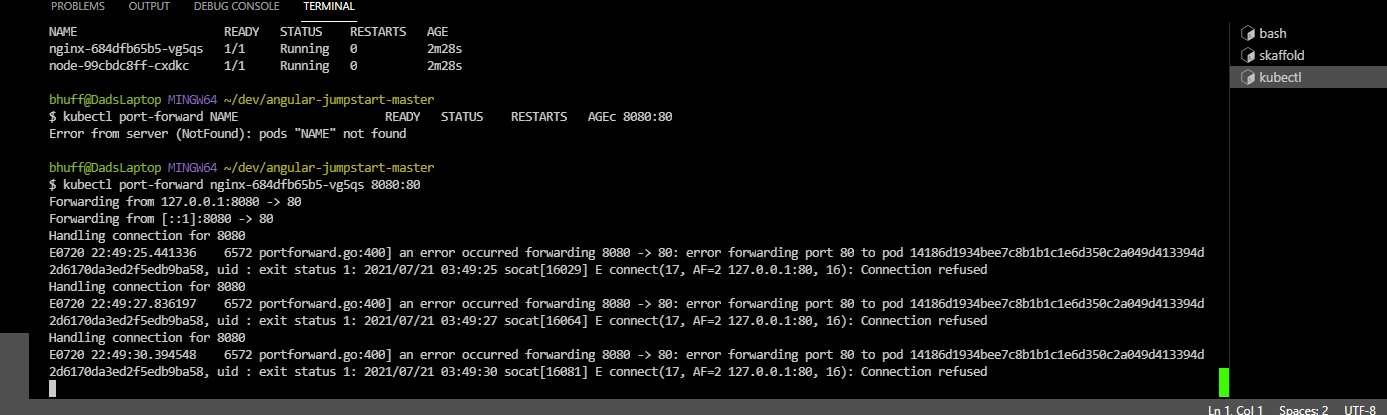 PROBLEMS OUTPUT DEBUG CONSOLE TERMINAL
NAME READY STATUS RESTARTS AGE
nginx-684dfb65b5-vg5qs 1/1 Running 0 2m28s
node-99cbdc8ff-cxdkc 1/1 Running 0 2m28s
bhuff@DadsLaptop MINGW64 ~/dev/angular-jumpstart-master
$ kubectl port-forward NAME READY STATUS RESTARTS AGEc 8080:80
Error from server (NotFound): pods "NAME" not found
bhuff@DadsLaptop MINGW64 ~/dev/angular-jumpstart-master
$ kubectl port-forward nginx-684dfb65b5-vg5qs 8080:80
Forwarding from 127.0.0.1:8080 -> 80
Forwarding from [::1]:8080 -> 80
Handling connection for 8080
E0720 22:49:25.441336 6572 portforward.go:400] an error occurred forwarding 8080 -> 80: error forwarding port 80 to pod 14186d1934bee7c8b1b1c1e6d350c2a049d413394d
2d6170da3ed2f5edb9ba58, uid : exit status 1: 2021/07/21 03:49:25 socat[16029] E connect(17, AF=2 127.0.0.1:80, 16): Connection refused
Handling connection for 8080
E0720 22:49:27.836197 6572 portforward.go:400] an error occurred forwarding 8080 -> 80: error forwarding port 80 to pod 14186d1934bee7c8b1b1c1e6d350c2a049d413394d
2d6170da3ed2f5edb9ba58, uid : exit status 1: 2021/07/21 03:49:27 socat[16064] E connect(17, AF=2 127.0.0.1:80, 16): Connection refused
Handling connection for 8080
E0720 22:49:30.394548 6572 portforward.go:400] an error occurred forwarding 8080 -> 80: error forwarding port 80 to pod 14186d1934bee7c8b1b1c1e6d350c2a049d413394d
2d6170da3ed2f5edb9ba58, uid : exit status 1: 2021/07/21 03:49:30 socat[16081] E connect(17, AF=2 127.0.0.1:80, 16): Connection refused
bash
skaffold
kubectl
Ln 1, Col 1 Spaces: 2 UTF-8